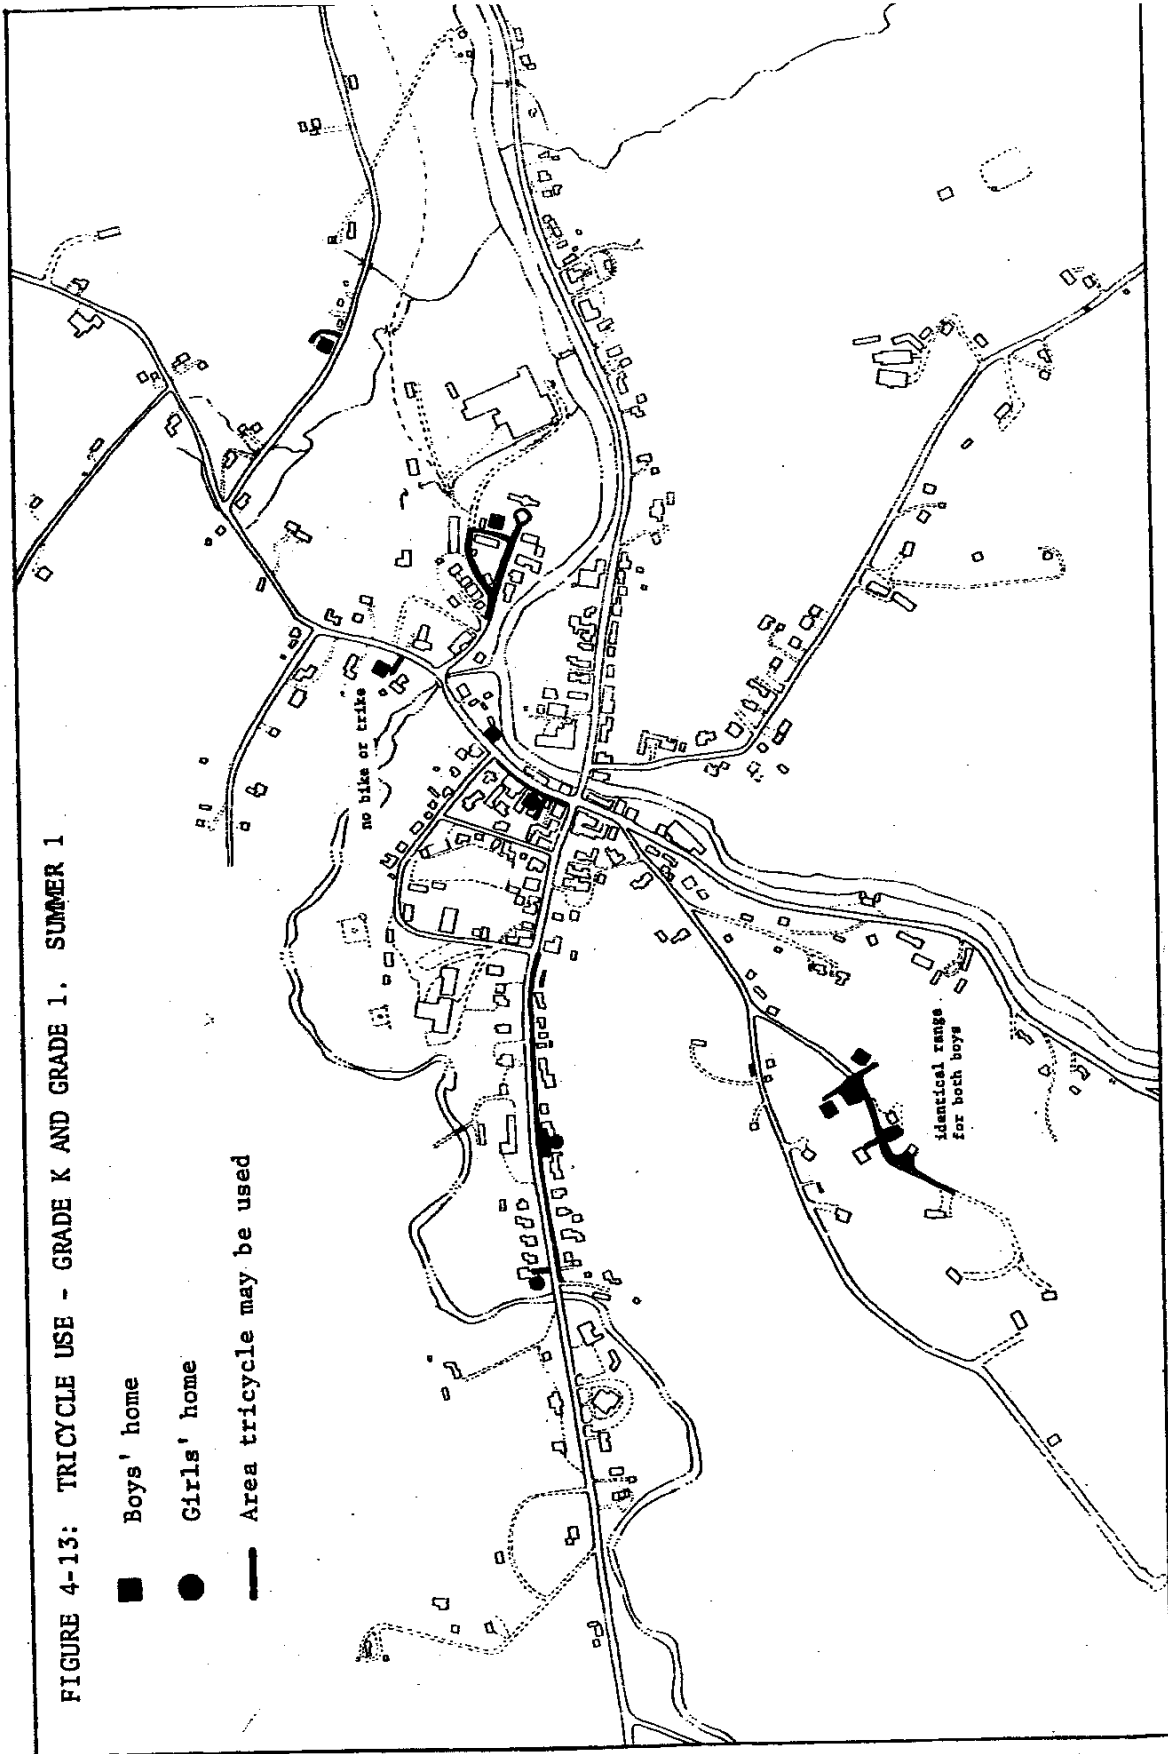 FIGURE 4-13: TRICYCLE USE - GRADE K AND GRADE 1. SUMMER 1
Boys' home
Girls' home
Area tricycle may be used
no bike or trike
identical range
for both boys